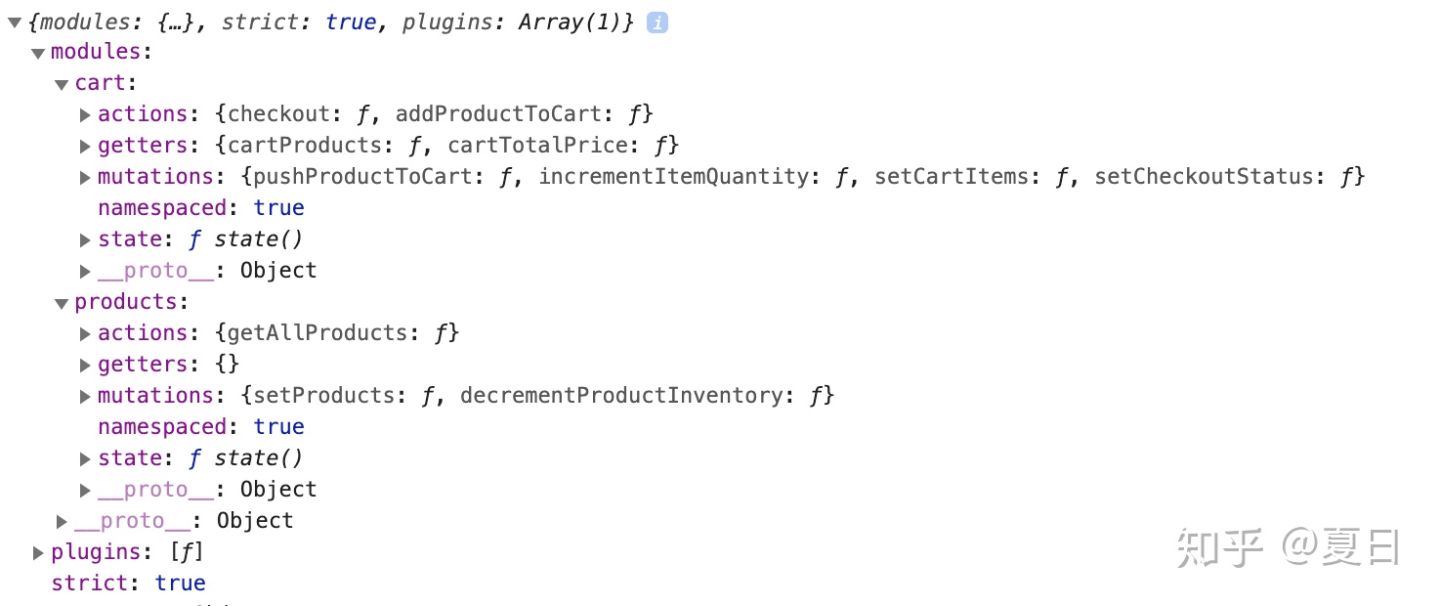 ▼{modules: {…}, strict: true, plugins: Array(1)} i
▼modules:
▼cart:
▶actions: {checkout: ƒ, addProductToCart: ƒ}
▶getters: {cartProducts: ƒ, cartTotalPrice: ƒ}
▶mutations: {pushProductToCart: ƒ, incrementItemQuantity: ƒ, setCartItems: ƒ, setCheckoutStatus: ƒ}
namespaced: true
▶state: ƒ state()
▶__proto__: Object
▼products:
▶actions: {getAllProducts: ƒ}
▶getters: {}
▶mutations: {setProducts: ƒ, decrementProductInventory: ƒ}
namespaced: true
▶state: ƒ state()
▶__proto__: Object
▶__proto__: Object
▶plugins: [ƒ]
strict: true
知乎 @夏日